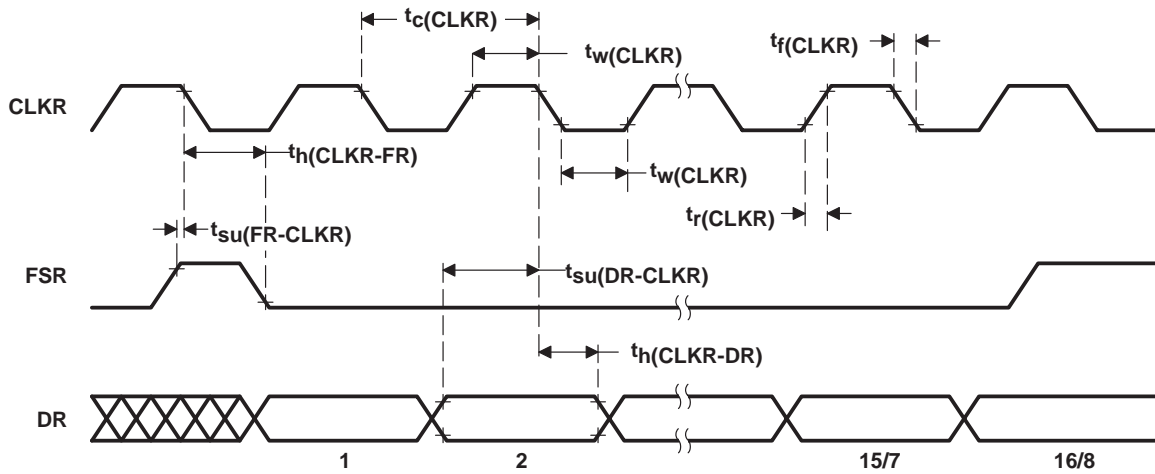 tc(CLKR)
tw(CLKR)
tf(CLKR)
CLKR
th(CLKR-FR)
tw(CLKR)
tr(CLKR)
tsu(FR-CLKR)
FSR
tsu(DR-CLKR)
th(CLKR-DR)
DR
1 2 15/7 16/8